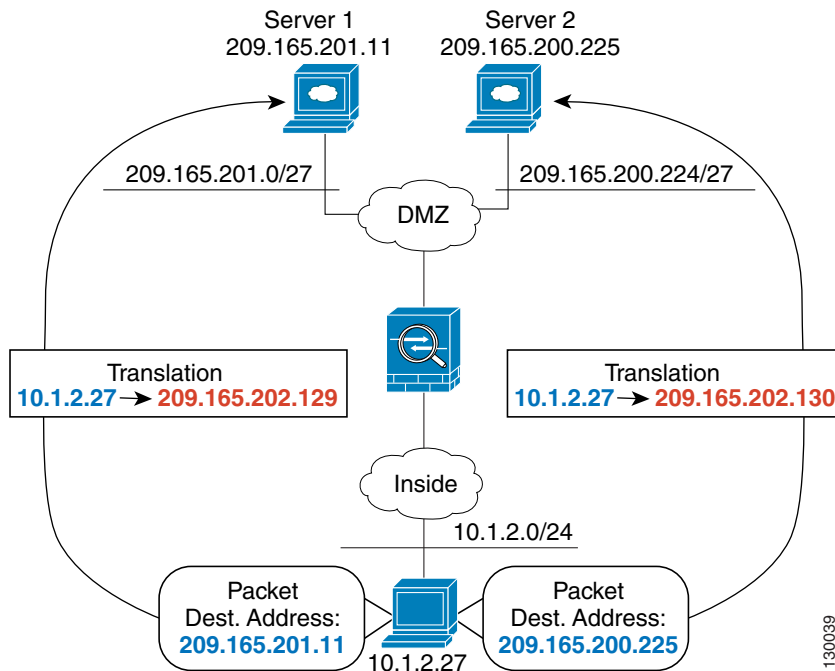 Server 1
209.165.201.11
Server 2
209.165.200.225
209.165.201.0/27
209.165.200.224/27
DMZ
Translation
10.1.2.27 → 209.165.202.129
Translation
10.1.2.27 → 209.165.202.130
Inside
10.1.2.0/24
Packet
Dest. Address:
209.165.201.11
Packet
Dest. Address:
209.165.200.225
10.1.2.27
130039